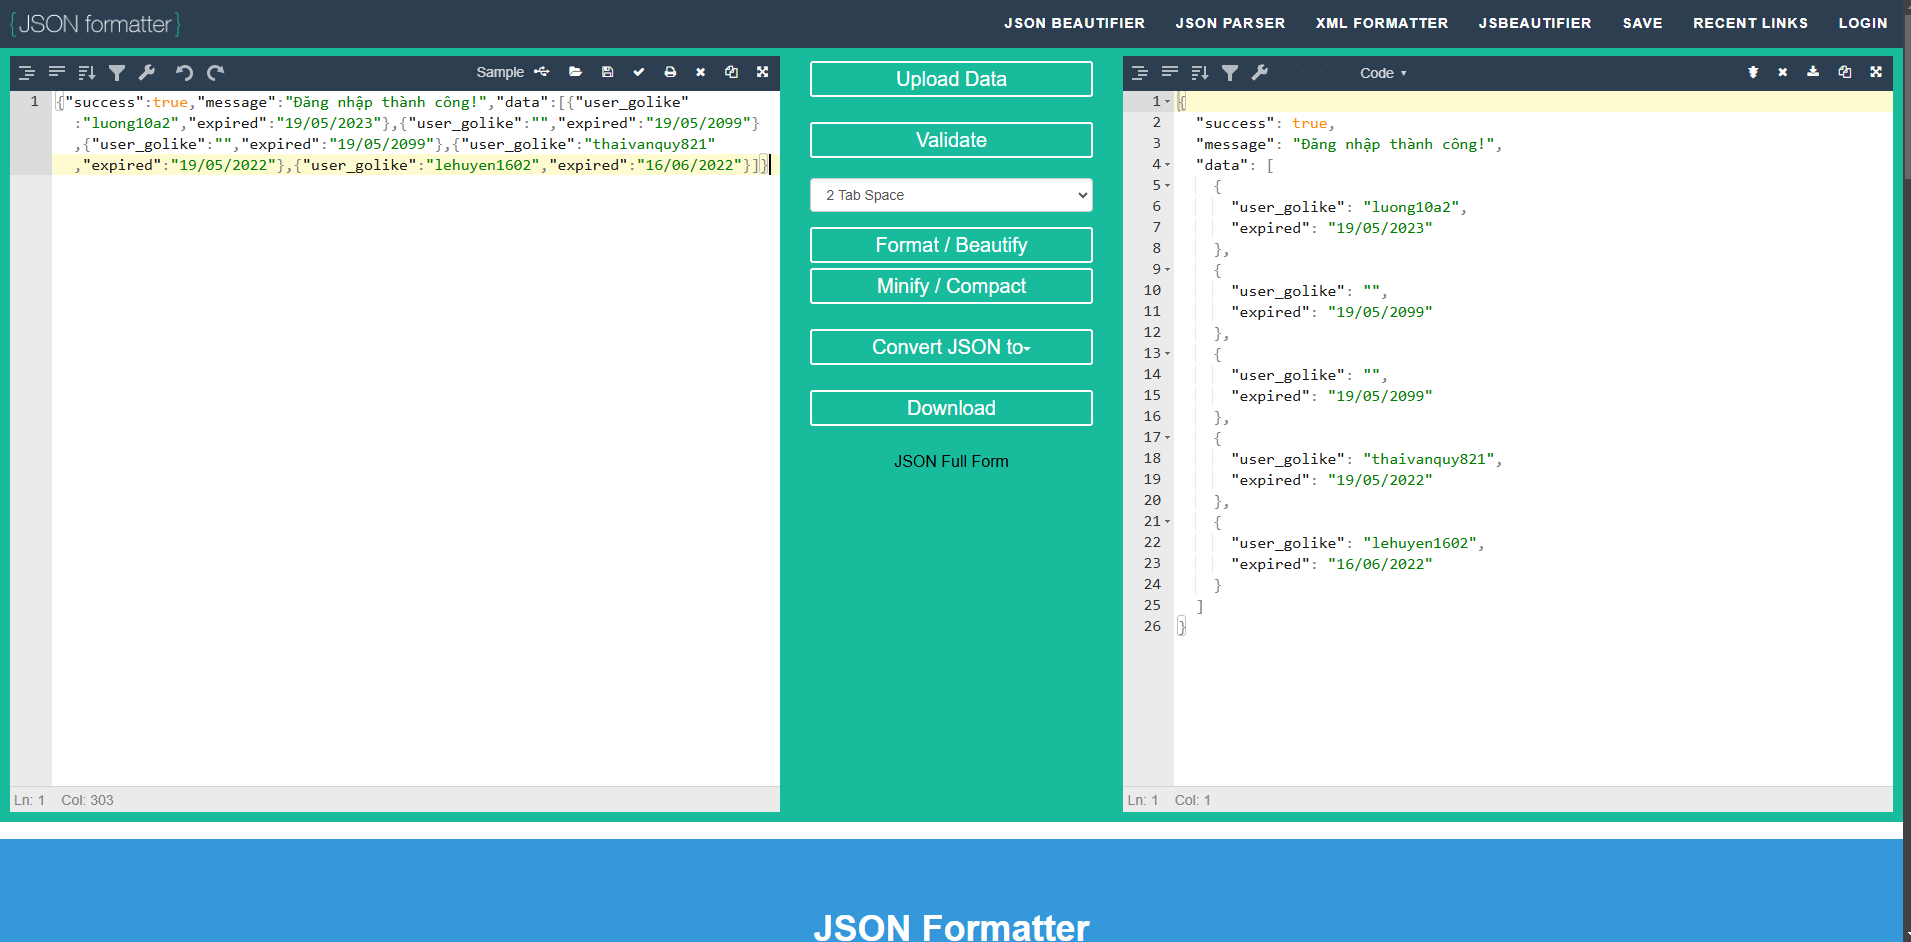 {JSON formatter}
JSON BEAUTIFIER JSON PARSER XML FORMATTER JSBEAUTIFIER SAVE RECENT LINKS LOGIN
Sample
1 {"success":true,"message":"Đăng nhập thành công!","data":[{"user_golike"
:"luong10a2","expired":"19/05/2023"},{"user_golike":"","expired":"19/05/2099"}
,{"user_golike":"","expired":"19/05/2099"},{"user_golike":"thaivanquy821"
,"expired":"19/05/2022"},{"user_golike":"lehuyen1602","expired":"16/06/2022"}]}
Ln: 1 Col: 303
Upload Data
Validate
2 Tab Space
Format / Beautify
Minify / Compact
Convert JSON to
Download
JSON Full Form
Code
1 {
2 "success": true,
3 "message": "Đăng nhập thành công!",
4 "data": [
5 {
6 "user_golike": "luong10a2",
7 "expired": "19/05/2023"
8 },
9 {
10 "user_golike": "",
11 "expired": "19/05/2099"
12 },
13 {
14 "user_golike": "",
15 "expired": "19/05/2099"
16 },
17 {
18 "user_golike": "thaivanquy821",
19 "expired": "19/05/2022"
20 },
21 {
22 "user_golike": "lehuyen1602",
23 "expired": "16/06/2022"
24 }
25 ]
26 }
Ln: 1 Col: 1
JSON Formatter